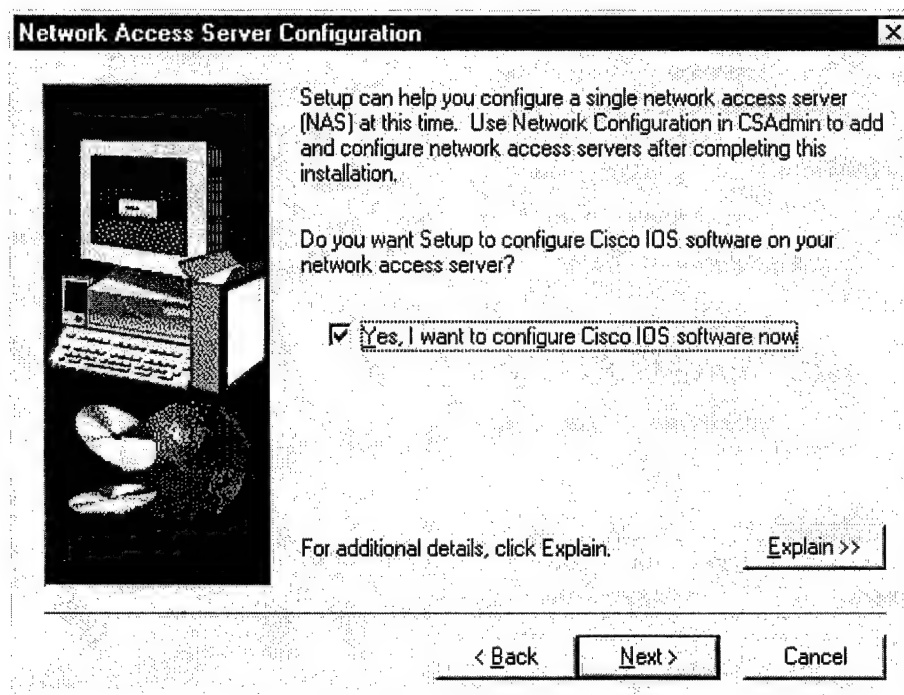 Network Access Server Configuration
Setup can help you configure a single network access server
(NAS) at this time. Use Network Configuration in CSAdmin to add
and configure network access servers after completing this
installation.
Do you want Setup to configure Cisco IOS software on your
network access server?
Yes, I want to configure Cisco IOS software now
For additional details, click Explain.
Explain >>
< Back
Next >
Cancel